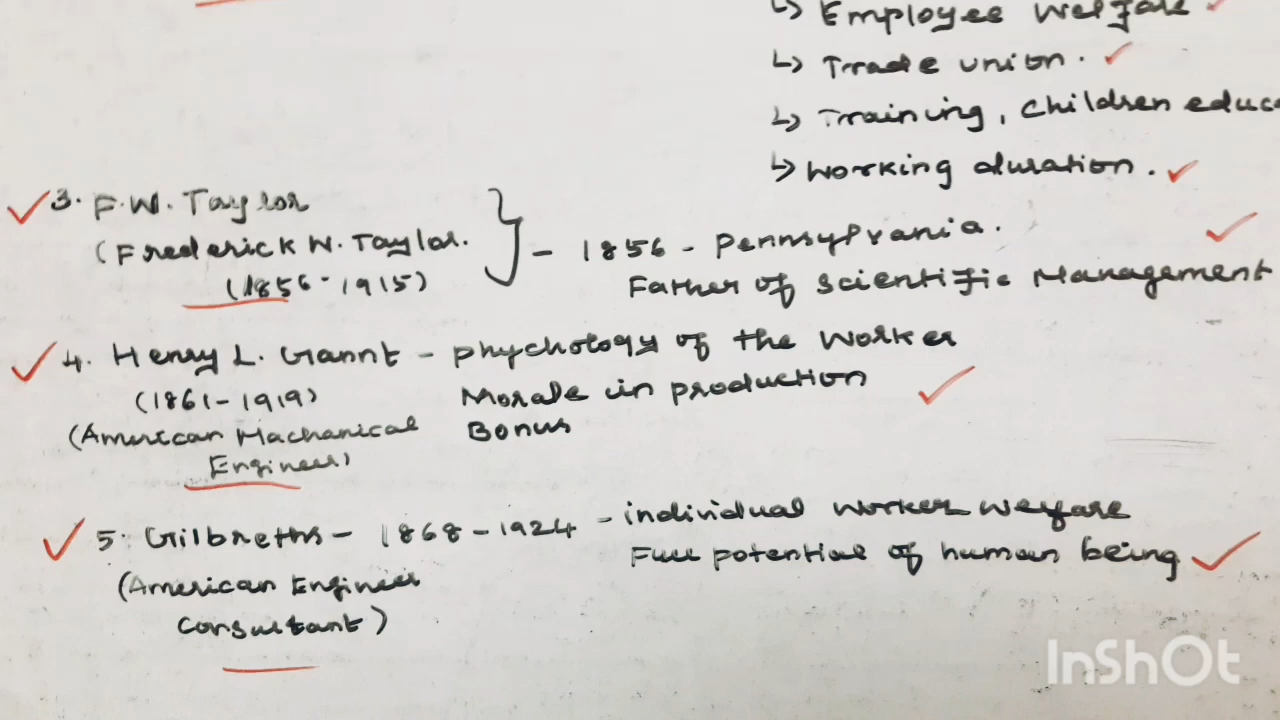 ↳ Employee Welfare
↳ Trade union.
↳ Training, Children educ
↳ Working duration.
3. F.W. Taylor
(Frederick W. Taylor.
(1856-1915)
- 1856 - Pennsylvania.
Father of Scientific Management
4. Henry L. Gannt - Phychology of the Worker
(1861-1919) Morale in production
(American Machanical Bonus
Engineer)
5. Gilbreths - 1868-1924 - individual worker welfare
Full potential of human being
(American Engineer
Consultant)
InShOt